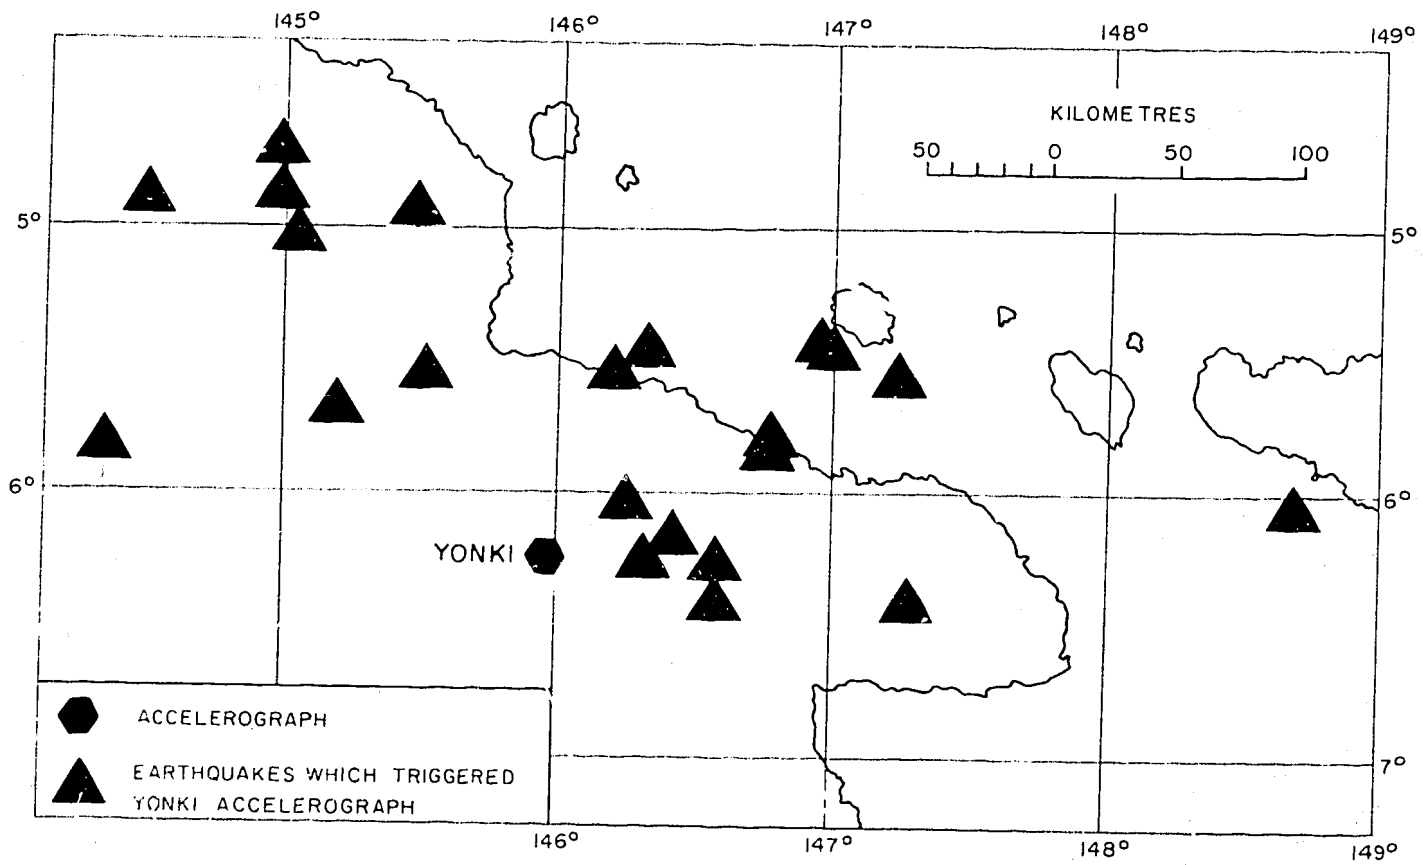 145° 146° 147° 148° 149°
KILOMETRES
50 0 50 100
5° 5°
6° 6°
YONKI
ACCELEROGRAPH
EARTHQUAKES WHICH TRIGGERED
YONKI ACCELEROGRAPH
7°
146° 147° 148° 149°